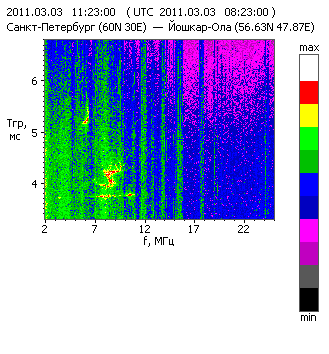 2011.03.03 11:23:00 (UTC 2011.03.03 08:23:00)
Санкт-Петербург (60N 30E) — Йошкар-Ола (56.63N 47.87E)
max
6
Tгр,
мс
5
4
2 7 12 17 22
f, МГц
min